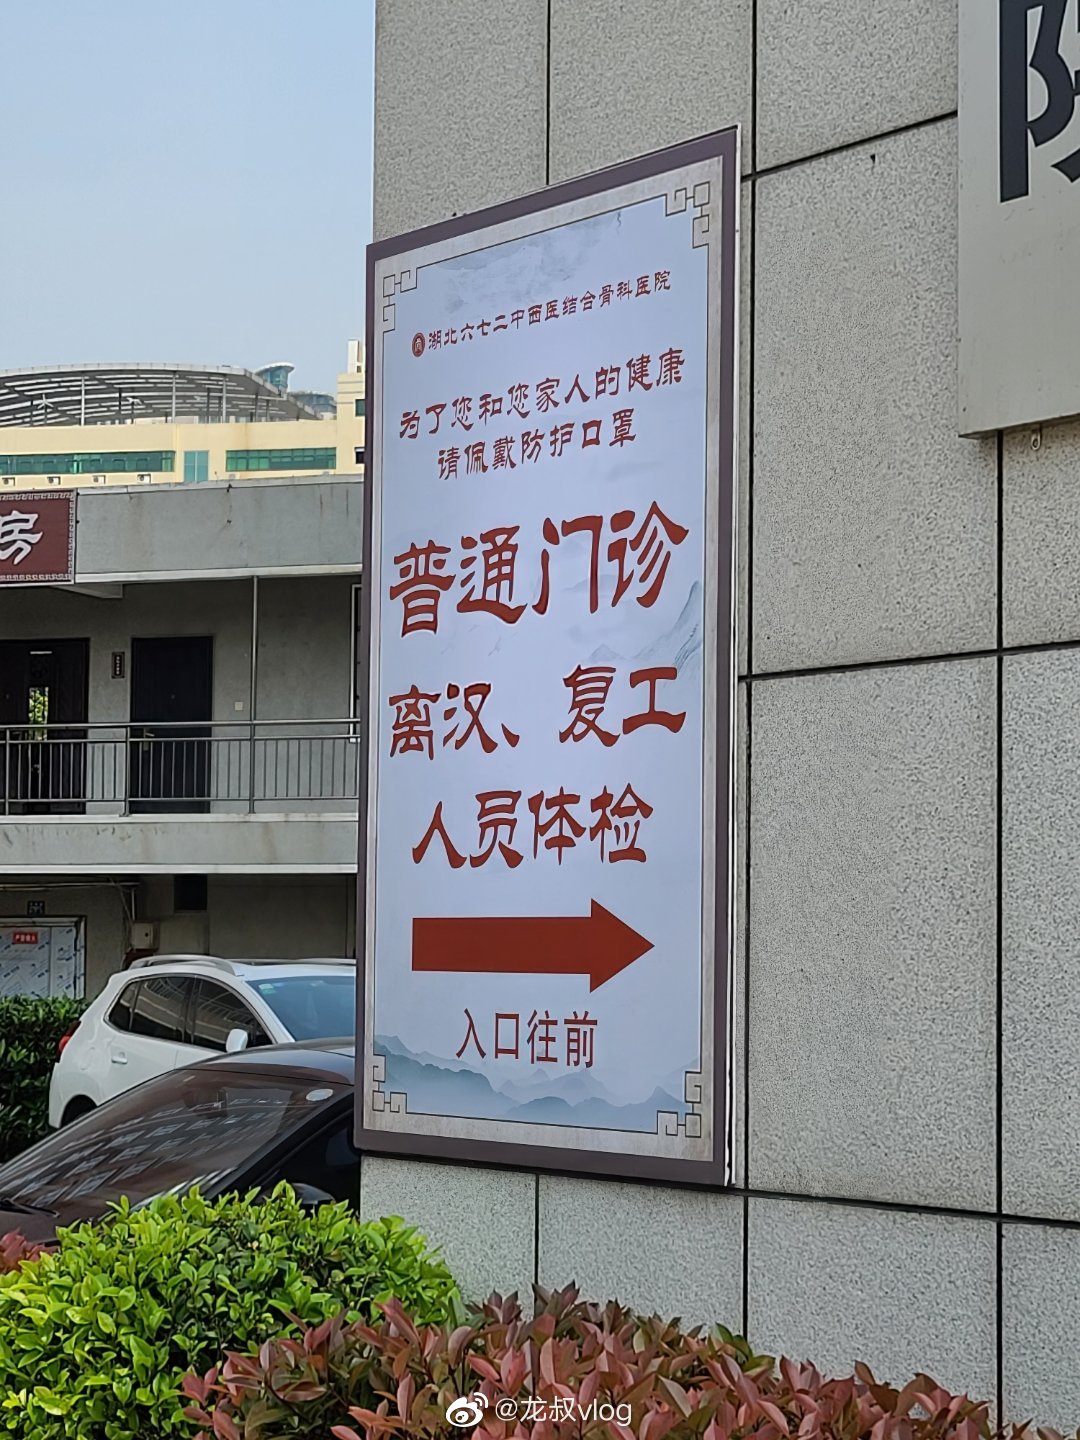 湖北六七二中西医结合骨科医院
为了您和您家人的健康
请佩戴防护口罩
普通门诊
离汉、复工
人员体检
入口往前
房
@龙叔vlog